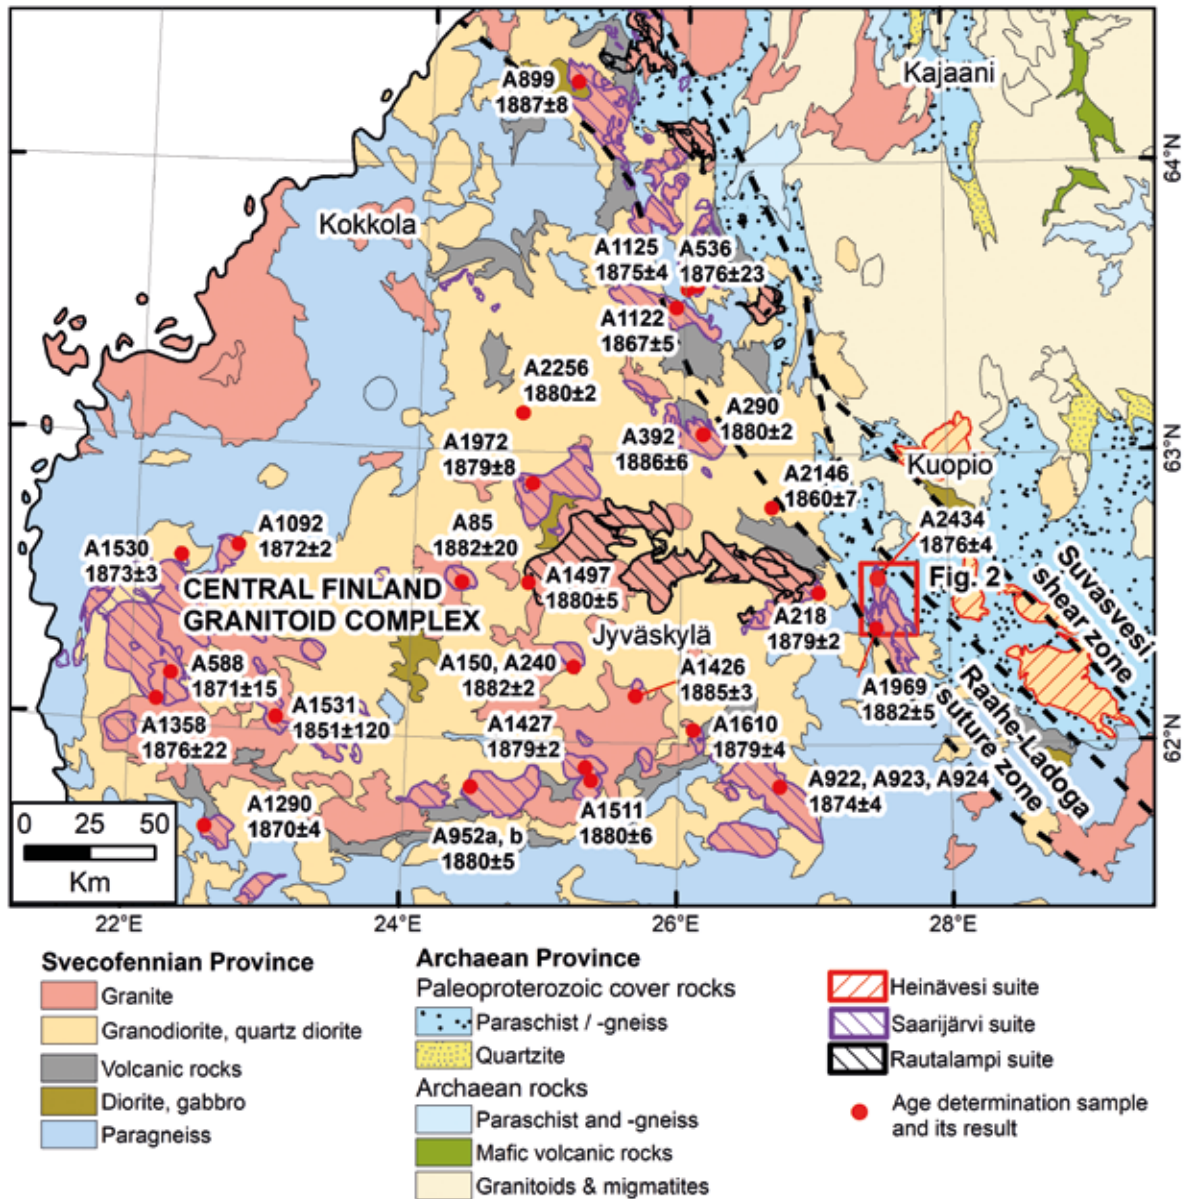 A899
1887±8
Kajaani
64°N
Kokkola
A1125
1875±4
A536
1876±23
A1122
1867±5
A2256
1880±2
A290
1880±2
A392
1886±6
63°N
A1972
1879±8
Kuopio
A2146
1860±7
A2434
1876±4
A1092
1872±2
A85
1882±20
A1530
1873±3
Fig. 2
Suvasvesi
shear zone
CENTRAL FINLAND
GRANITOID COMPLEX
A1497
1880±5
A218
1879±2
Jyväskylä
A588
1871±15
A150, A240
1882±2
A1426
1885±3
A1969
1882±5
Raahe-Ladoga
suture zone
A1358
1876±22
A1531
1851±120
A1427
1879±2
A1610
1879±4
62°N
A922, A923, A924
1874±4
A1290
1870±4
A952a, b
1880±5
A1511
1880±6
0 25 50
Km
22°E 24°E 26°E 28°E
Svecofennian Province
Granite
Granodiorite, quartz diorite
Volcanic rocks
Diorite, gabbro
Paragneiss
Archaean Province
Paleoproterozoic cover rocks
Paraschist / -gneiss
Quartzite
Archaean rocks
Paraschist and -gneiss
Mafic volcanic rocks
Granitoids & migmatites
Heinävesi suite
Saarijärvi suite
Rautalampi suite
Age determination sample
and its result